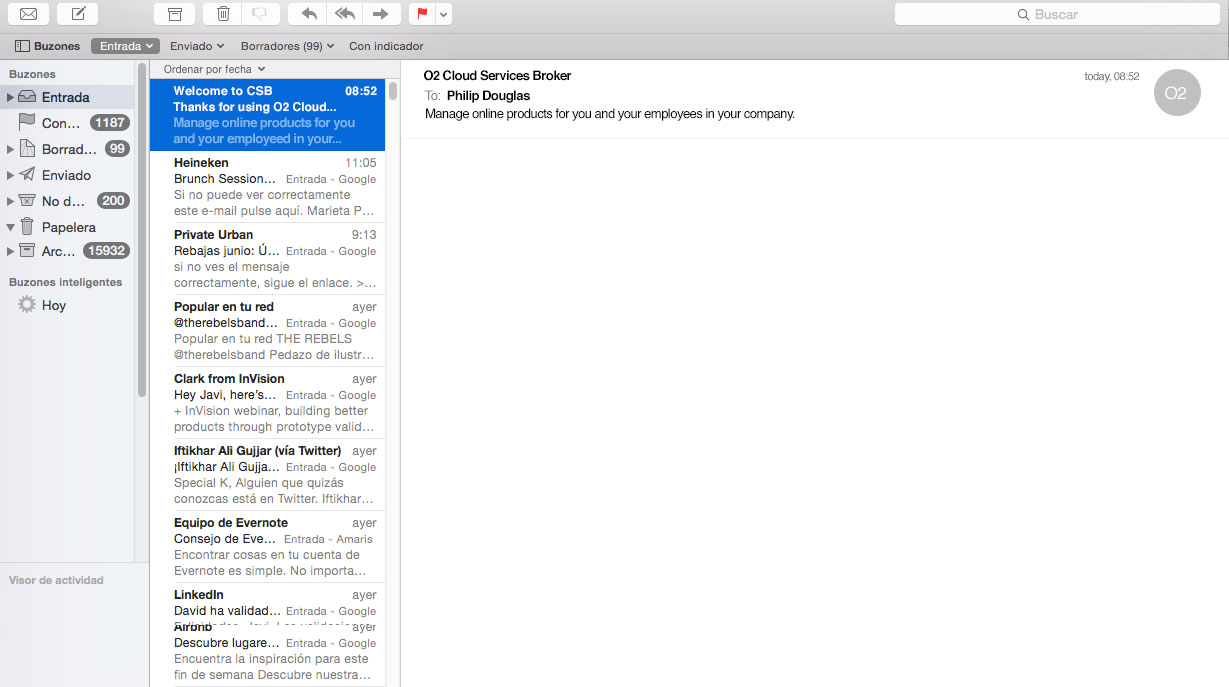 Buscar
Buzones Entrada Enviado Borradores (99) Con indicador
Buzones
Entrada
Con... 1187
Borrad... 99
Enviado
No d... 200
Papelera
Arc... 15932
Buzones inteligentes
Hoy
Visor de actividad
Ordenar por fecha
Welcome to CSB 08:52
Thanks for using O2 Cloud...
Manage online products for you
and your employeed in your...
Heineken 11:05
Brunch Session... Entrada - Google
Si no puede ver correctamente
este e-mail pulse aquí. Marieta P...
Private Urban 9:13
Rebajas junio: Ú... Entrada - Google
si no ves el mensaje
correctamente, sigue el enlace. >...
Popular en tu red ayer
@therebelsband... Entrada - Google
Popular en tu red THE REBELS
@therebelsband Pedazo de ilustr...
Clark from InVision ayer
Hey Javi, here's... Entrada - Google
+ InVision webinar, building better
products through prototype valid...
Iftikhar Ali Gujjar (vía Twitter) ayer
¡Iftikhar Ali Gujja... Entrada - Google
Special K, Alguien que quizás
conozcas está en Twitter. Iftikhar...
Equipo de Evernote ayer
Consejo de Eve... Entrada - Amaris
Encontrar cosas en tu cuenta de
Evernote es simple. No importa...
LinkedIn ayer
David ha validad... Entrada - Google
Airbnb ayer
Descubre lugare... Entrada - Google
Encuentra la inspiración para este
fin de semana Descubre nuestra...
O2 Cloud Services Broker today, 08:52
To: Philip Douglas
Manage online products for you and your employees in your company.
O2